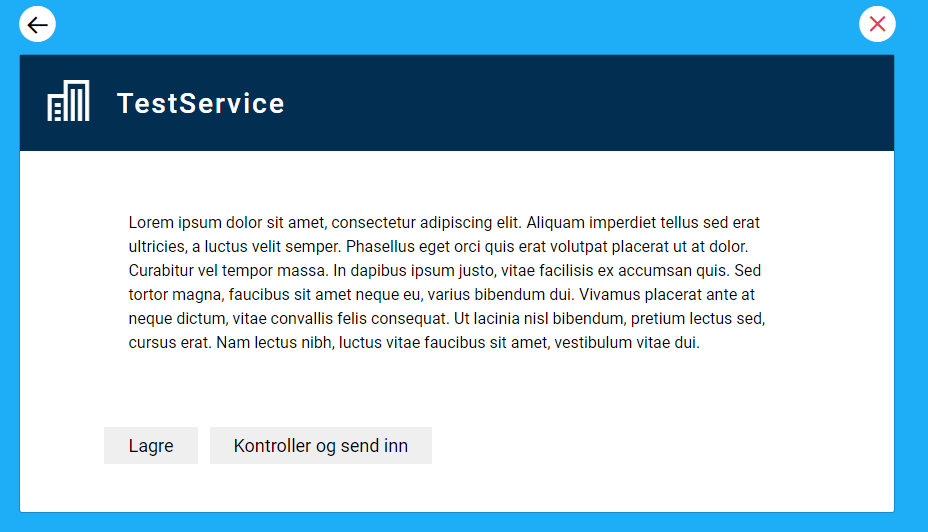 TestService
Lorem ipsum dolor sit amet, consectetur adipiscing elit. Aliquam imperdiet tellus sed erat
ultricies, a luctus velit semper. Phasellus eget orci quis erat volutpat placerat ut at dolor.
Curabitur vel tempor massa. In dapibus ipsum justo, vitae facilisis ex accumsan quis. Sed
tortor magna, faucibus sit amet neque eu, varius bibendum dui. Vivamus placerat ante at
neque dictum, vitae convallis felis consequat. Ut lacinia nisl bibendum, pretium lectus sed,
cursus erat. Nam lectus nibh, luctus vitae faucibus sit amet, vestibulum vitae dui.
Lagre
Kontroller og send inn